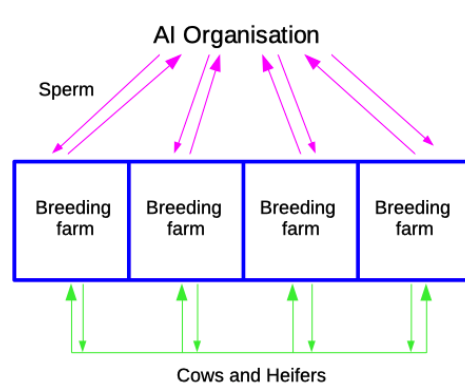 AI Organisation
Sperm
Breeding farm
Breeding farm
Breeding farm
Breeding farm
Cows and Heifers